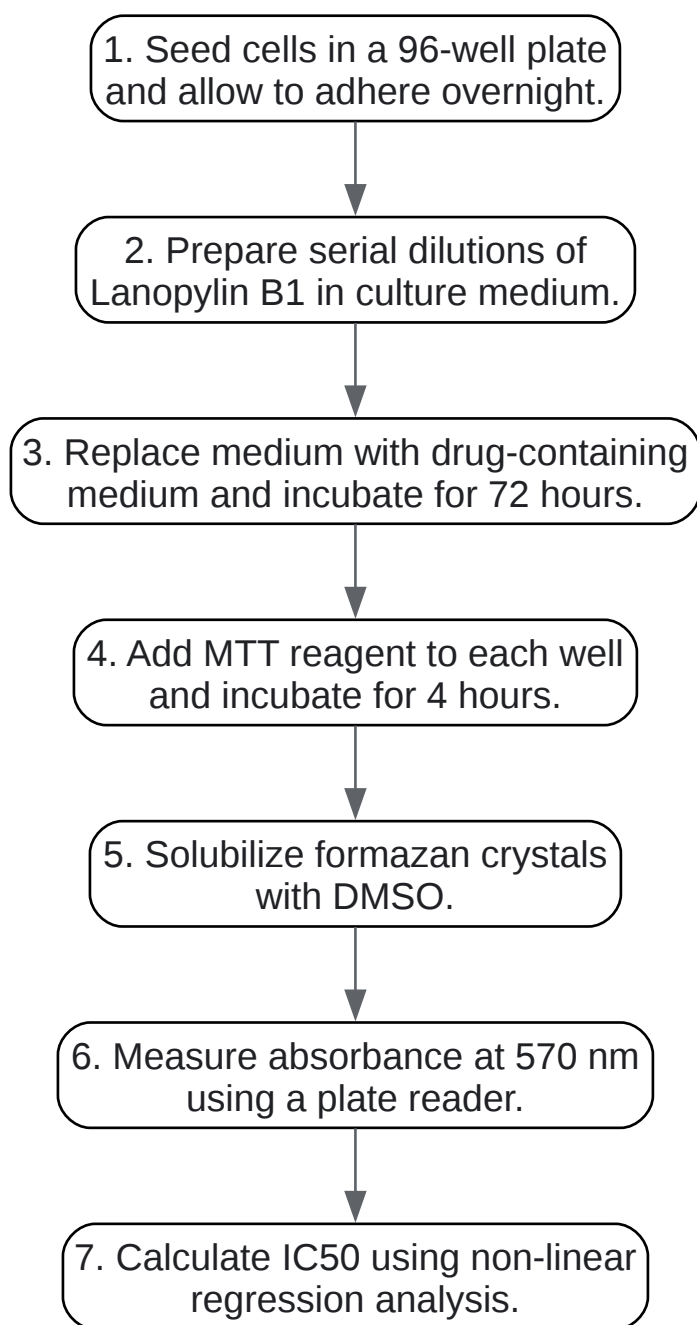 1. Seed cells in a 96-well plate
and allow to adhere overnight.
2. Prepare serial dilutions of
Lanopylin B1 in culture medium.
3. Replace medium with drug-containing
medium and incubate for 72 hours.
4. Add MTT reagent to each well
and incubate for 4 hours.
5. Solubilize formazan crystals
with DMSO.
6. Measure absorbance at 570 nm
using a plate reader.
7. Calculate IC50 using non-linear
regression analysis.